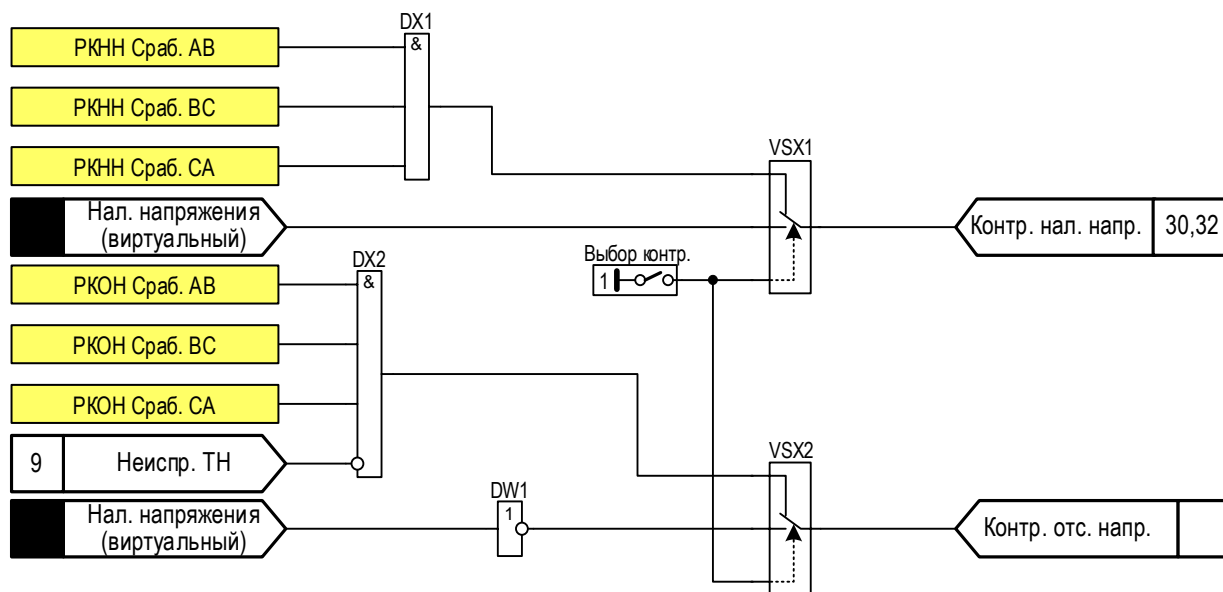 DX1
&
РКНН Сраб. АВ
РКНН Сраб. ВС
РКНН Сраб. СА
VSX1
Нал. напряжения
(виртуальный)
Контр. нал. напр.
30,32
Выбор контр.
1
DX2
&
РКОН Сраб. АВ
РКОН Сраб. ВС
РКОН Сраб. СА
9
Неиспр. ТН
VSX2
DW1
1
Нал. напряжения
(виртуальный)
Контр. отс. напр.